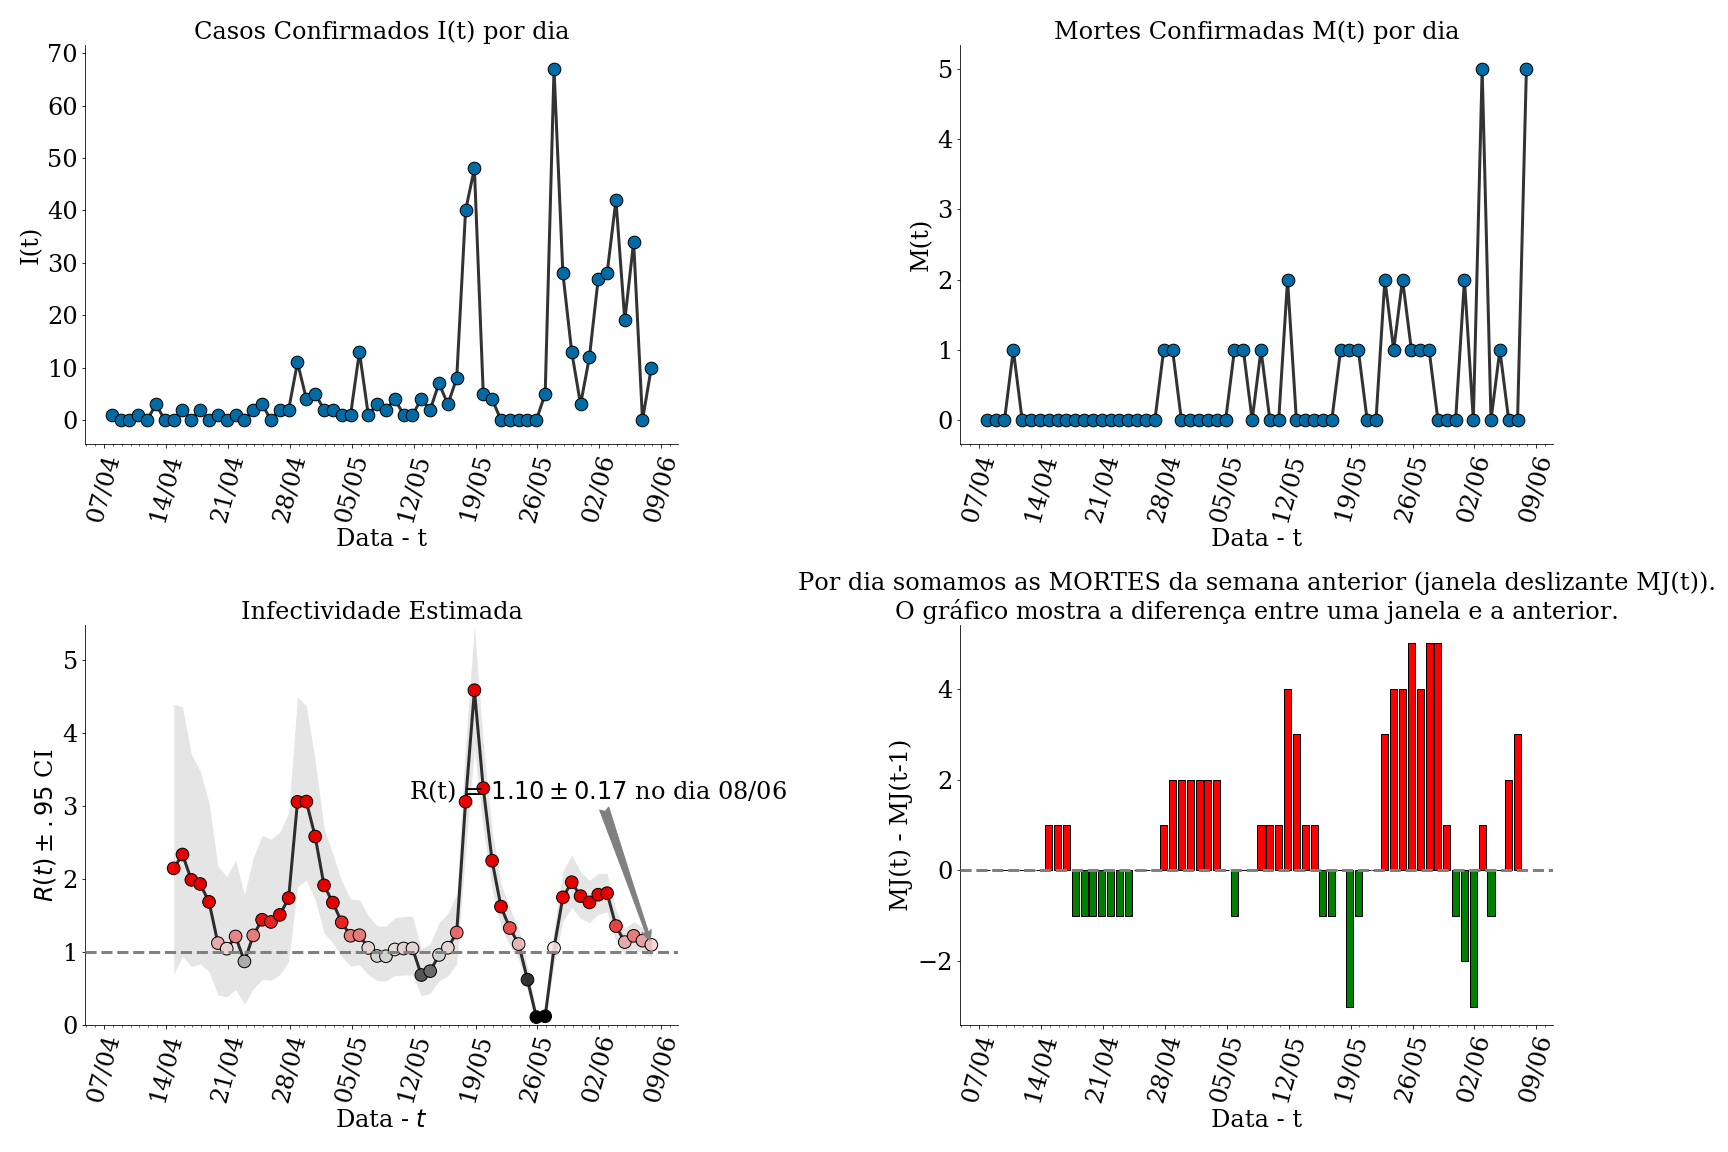 Casos Confirmados I(t) por dia
70
60
50
40
30
20
10
0
I(t)
07/04 14/04 21/04 28/04 05/05 12/05 19/05 26/05 02/06 09/06
Data - t
Mortes Confirmadas M(t) por dia
5
4
3
2
1
0
M(t)
07/04 14/04 21/04 28/04 05/05 12/05 19/05 26/05 02/06 09/06
Data - t
Infectividade Estimada
5
4
3
2
1
0
R(t) ± .95 CI
R(t) = 1.10 ± 0.17 no dia 08/06
07/04 14/04 21/04 28/04 05/05 12/05 19/05 26/05 02/06 09/06
Data - t
Por dia somamos as MORTES da semana anterior (janela deslizante MJ(t)).
O gráfico mostra a diferença entre uma janela e a anterior.
4
2
0
−2
MJ(t) - MJ(t-1)
07/04 14/04 21/04 28/04 05/05 12/05 19/05 26/05 02/06 09/06
Data - t